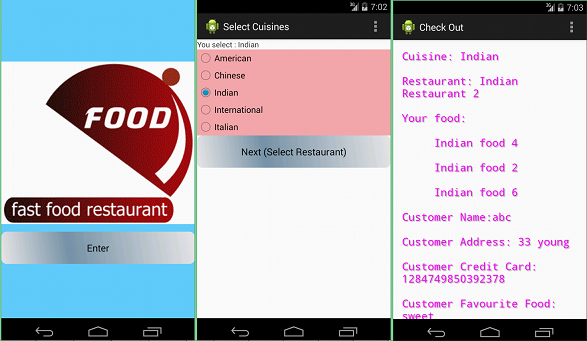 FOOD
fast food restaurant
Enter
3G 7:02
Select Cuisines
You select : Indian
American
Chinese
Indian
International
Italian
Next (Select Restaurant)
3G 7:03
Check Out
Cuisine: Indian
Restaurant: Indian
Restaurant 2
Your food:
Indian food 4
Indian food 2
Indian food 6
Customer Name:abc
Customer Address: 33 young
Customer Credit Card:
1284749850392378
Customer Favourite Food:
sweet